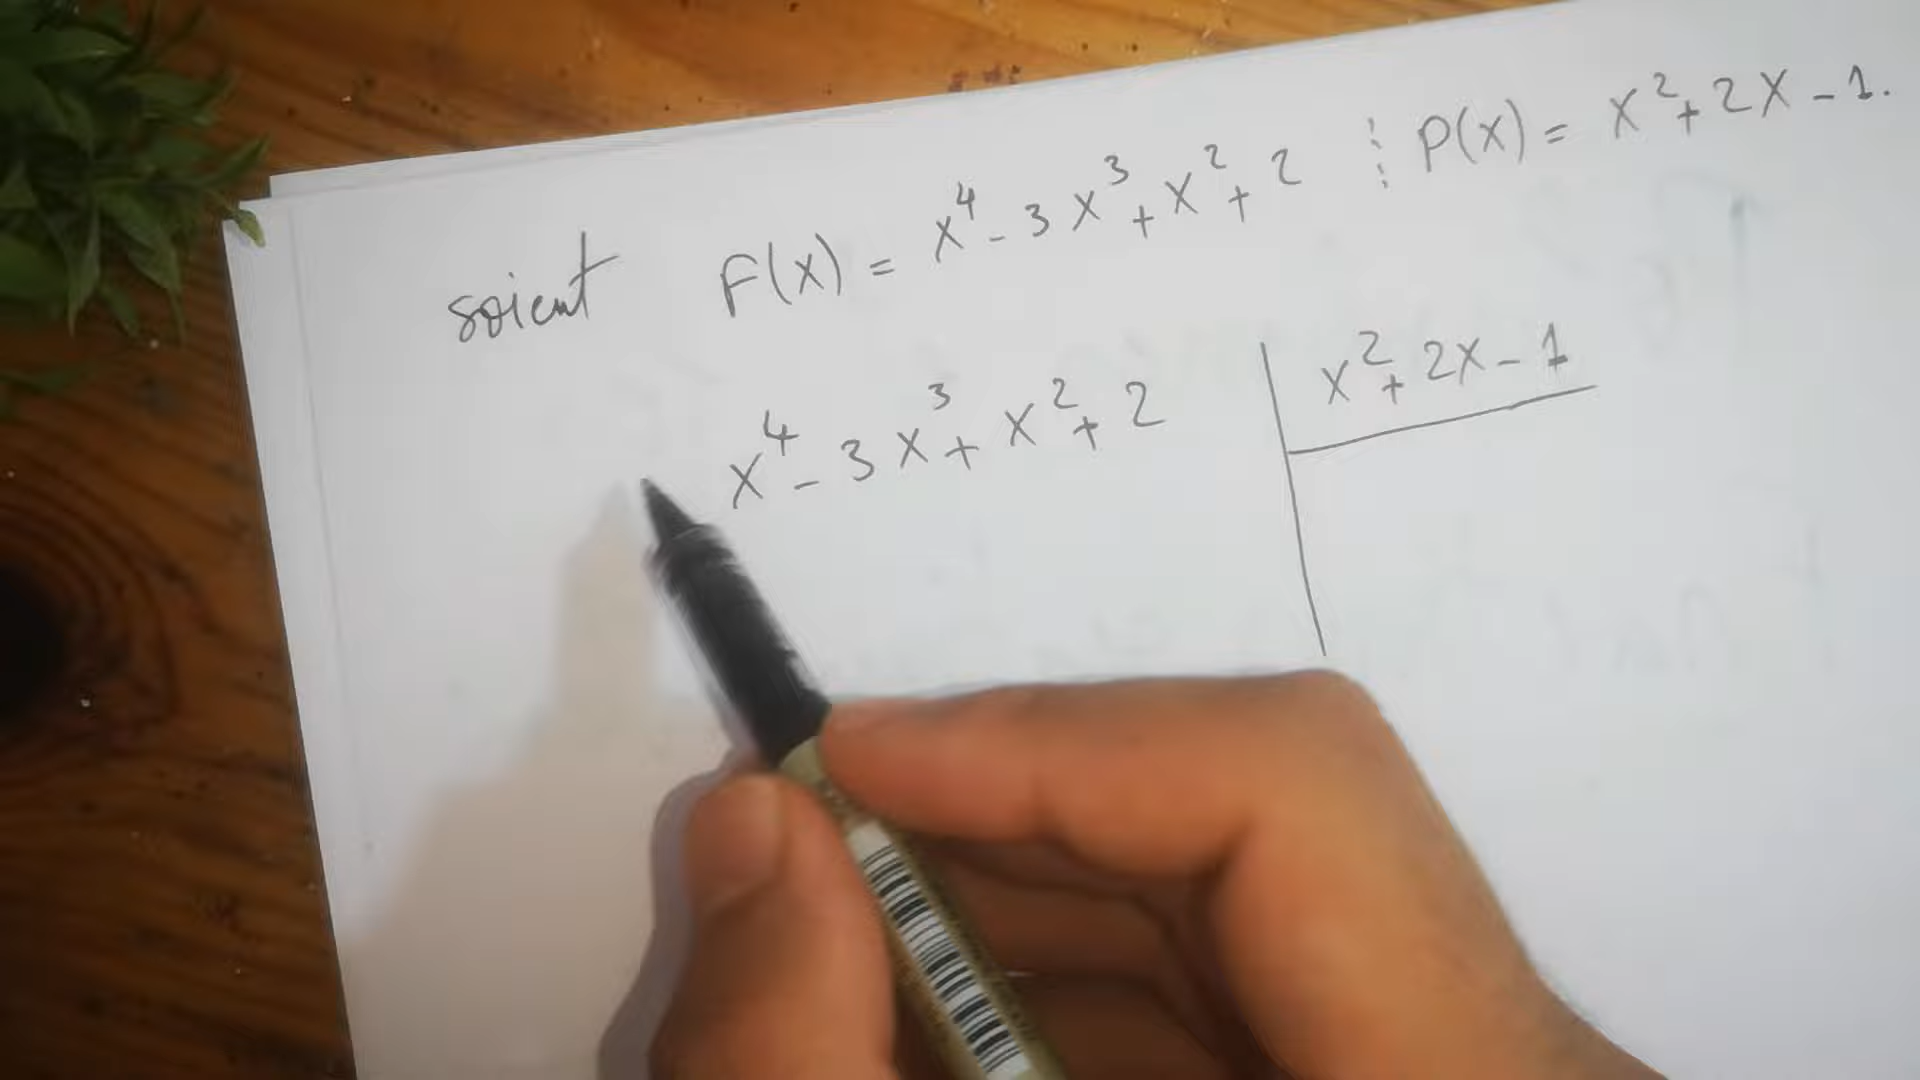 soient F(x) = x⁴ - 3x³ + x² + 2 ⋮ P(x) = x² + 2x - 1.
x⁴ - 3x³ + x² + 2 | x² + 2x - 1